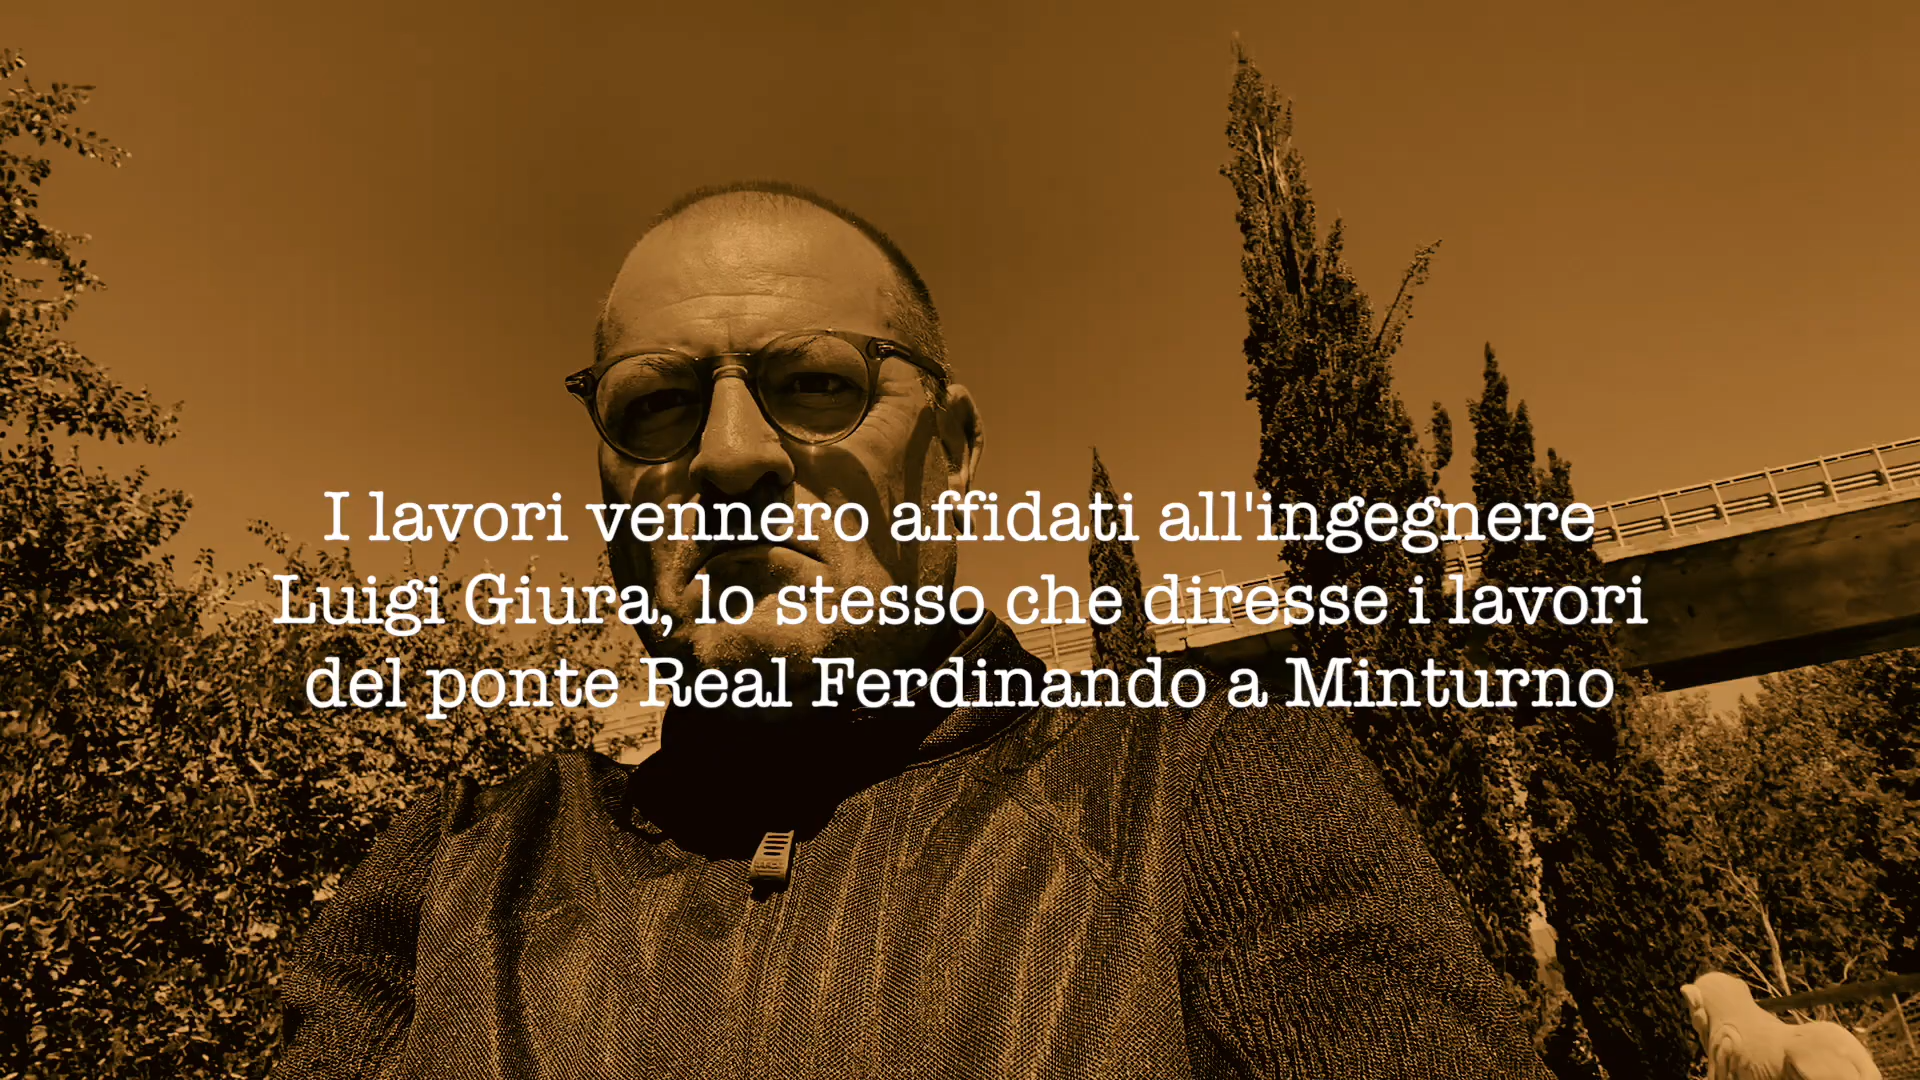 I lavori vennero affidati all'ingegnere
Luigi Giura, lo stesso che diresse i lavori
del ponte Real Ferdinando a Minturno